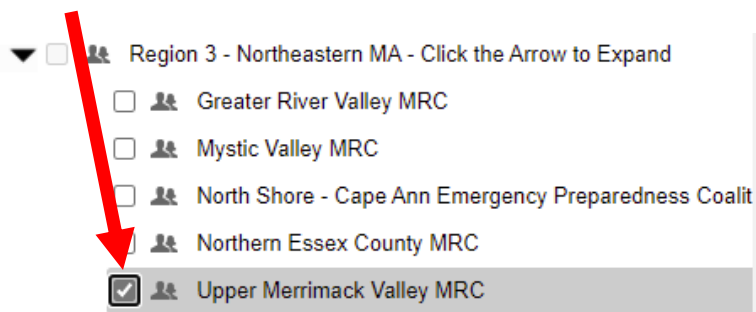 Region 3 - Northeastern MA - Click the Arrow to Expand
Greater River Valley MRC
Mystic Valley MRC
North Shore - Cape Ann Emergency Preparedness Coalit
Northern Essex County MRC
Upper Merrimack Valley MRC